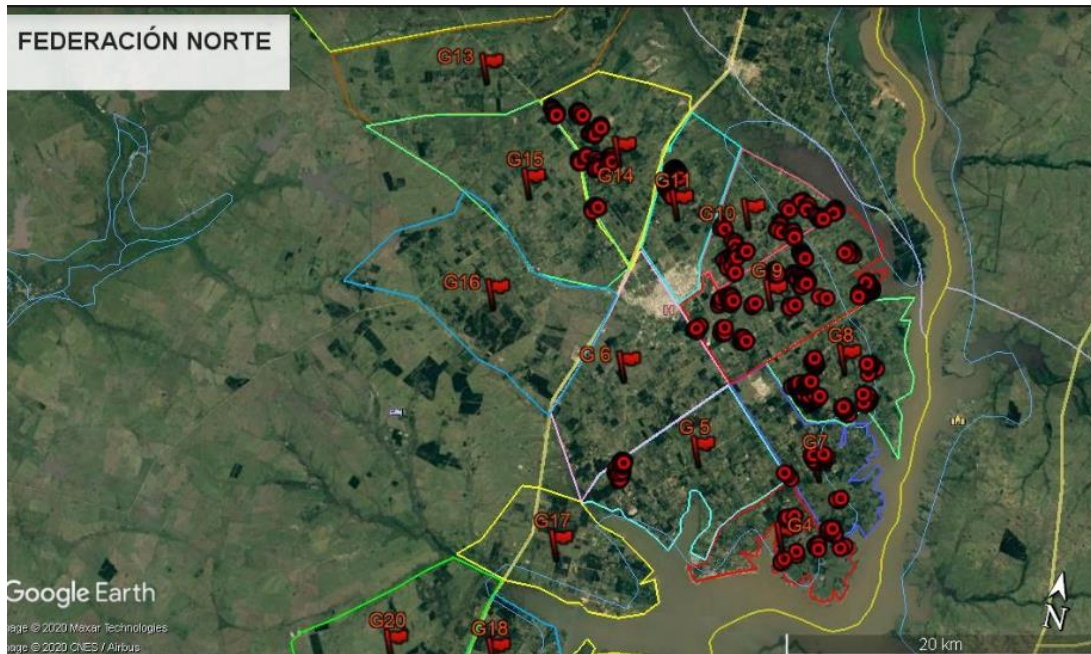 FEDERACIÓN NORTE
G13
G15
G14
G11
G10
G16
G 9
G 6
G8
G 5
G7
G4
G17
G20
G18
Google Earth
N
age © 2020 Maxar Technologies
age © 2020 CNES / Airbus
20 km